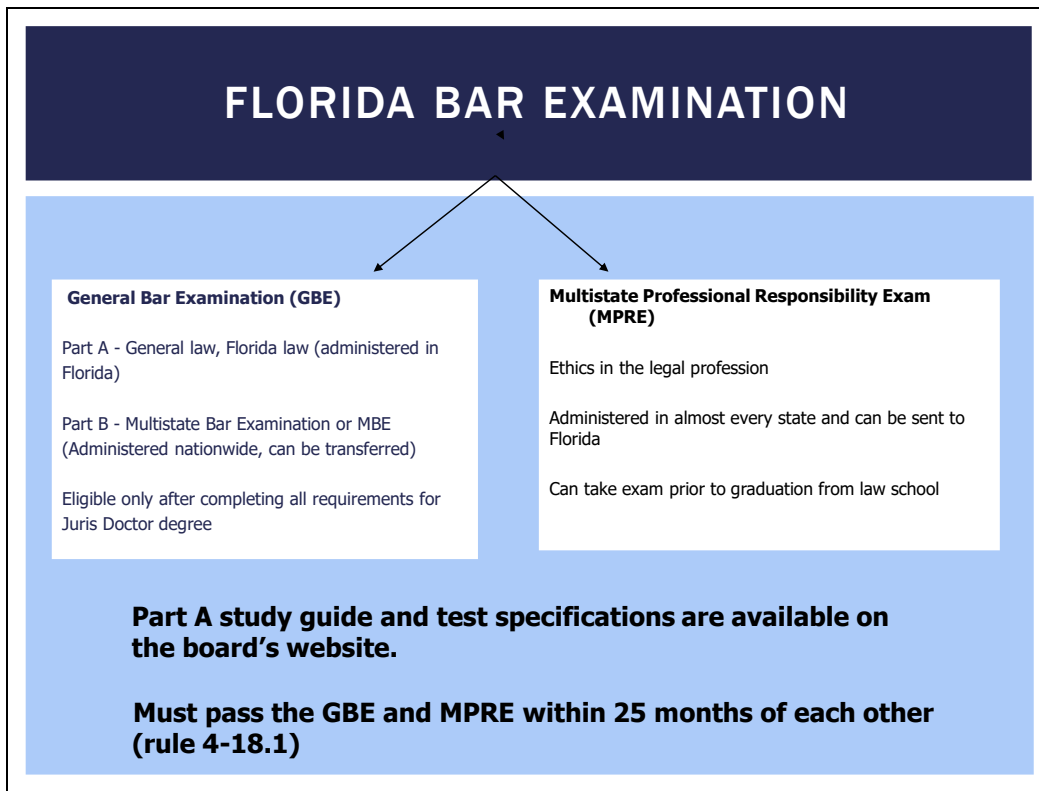 FLORIDA BAR EXAMINATION
General Bar Examination (GBE)
Part A - General law, Florida law (administered in
Florida)
Part B - Multistate Bar Examination or MBE
(Administered nationwide, can be transferred)
Eligible only after completing all requirements for
Juris Doctor degree
Multistate Professional Responsibility Exam
(MPRE)
Ethics in the legal profession
Administered in almost every state and can be sent to
Florida
Can take exam prior to graduation from law school
Part A study guide and test specifications are available on
the board’s website.
Must pass the GBE and MPRE within 25 months of each other
(rule 4-18.1)